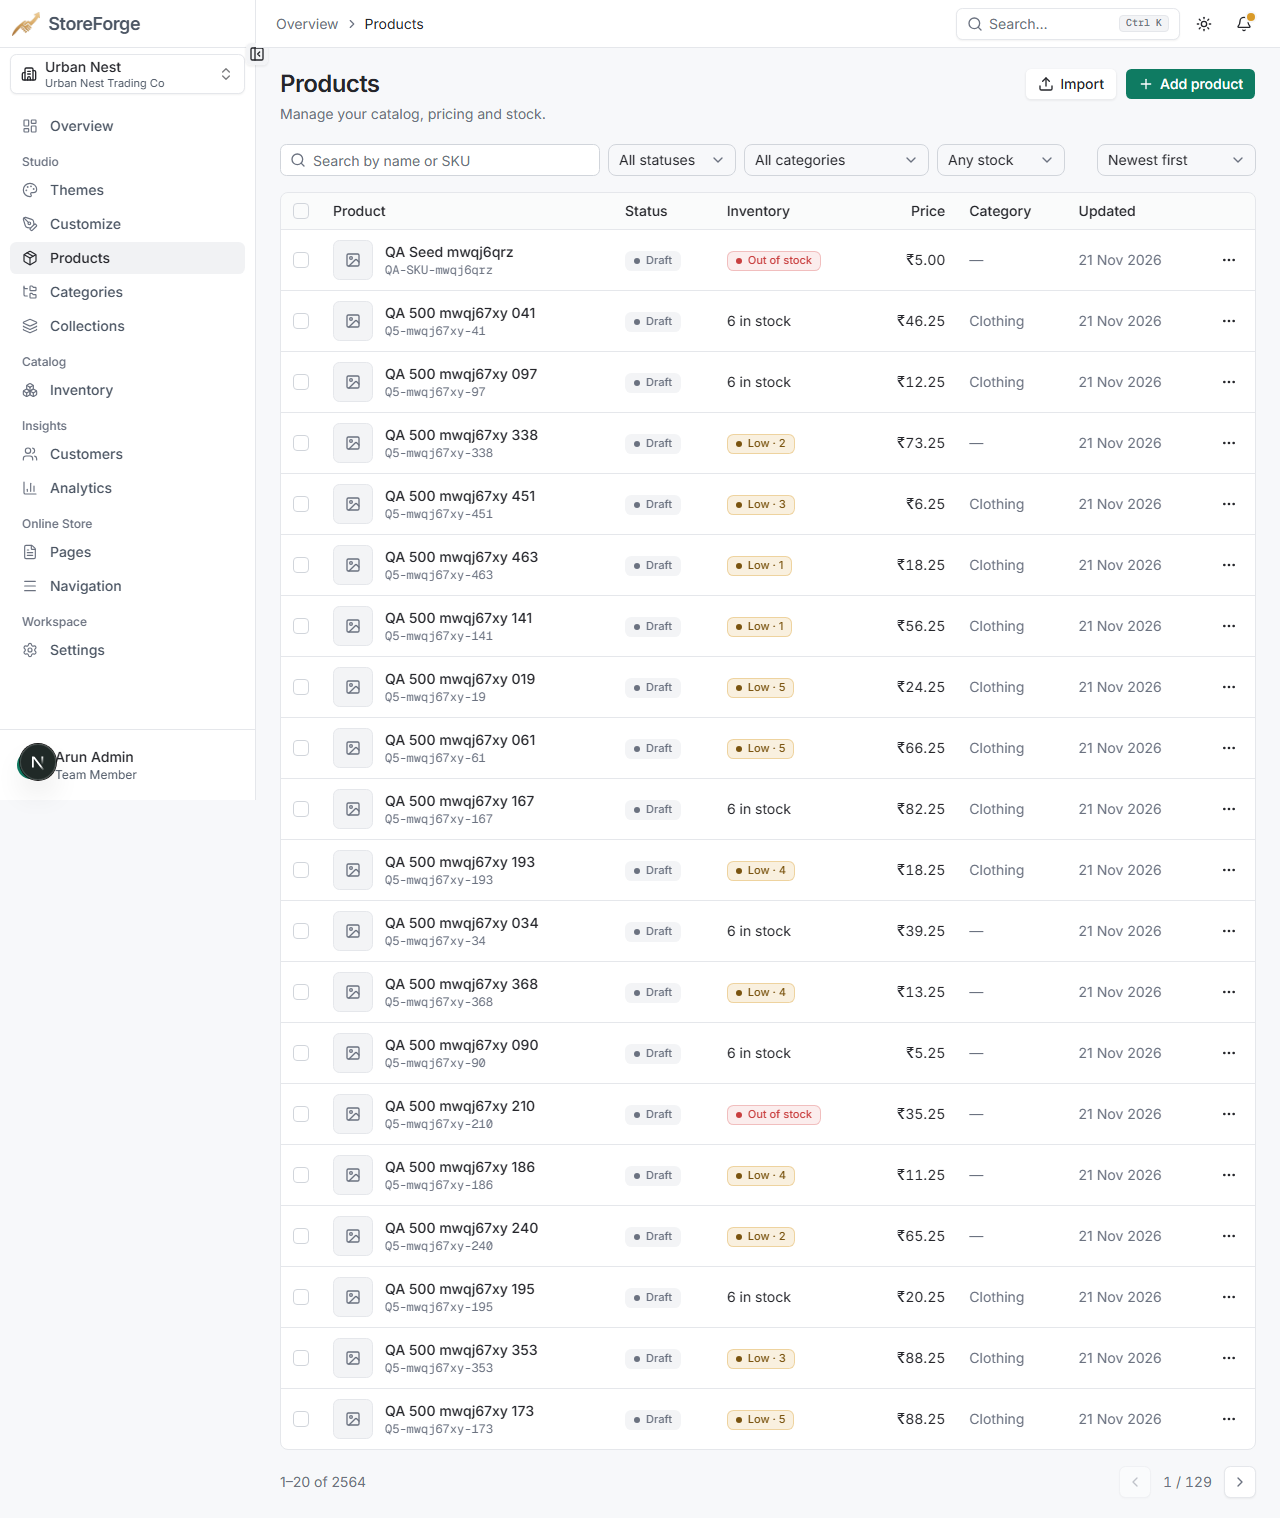 StoreForge
Overview > Products
Search... Ctrl K
Urban Nest
Urban Nest Trading Co
Overview
Studio
Themes
Customize
Products
Categories
Collections
Catalog
Inventory
Insights
Customers
Analytics
Online Store
Pages
Navigation
Workspace
Settings
N
Arun Admin
Team Member
Products
Manage your catalog, pricing and stock.
Import
+ Add product
Search by name or SKU
All statuses
All categories
Any stock
Newest first
Product Status Inventory Price Category Updated
QA Seed mwqj6qrz
QA-SKU-mwqj6qrz
Draft Out of stock ₹5.00 — 21 Nov 2026
QA 500 mwqj67xy 041
Q5-mwqj67xy-41
Draft 6 in stock ₹46.25 Clothing 21 Nov 2026
QA 500 mwqj67xy 097
Q5-mwqj67xy-97
Draft 6 in stock ₹12.25 Clothing 21 Nov 2026
QA 500 mwqj67xy 338
Q5-mwqj67xy-338
Draft Low · 2 ₹73.25 — 21 Nov 2026
QA 500 mwqj67xy 451
Q5-mwqj67xy-451
Draft Low · 3 ₹6.25 Clothing 21 Nov 2026
QA 500 mwqj67xy 463
Q5-mwqj67xy-463
Draft Low · 1 ₹18.25 Clothing 21 Nov 2026
QA 500 mwqj67xy 141
Q5-mwqj67xy-141
Draft Low · 1 ₹56.25 Clothing 21 Nov 2026
QA 500 mwqj67xy 019
Q5-mwqj67xy-19
Draft Low · 5 ₹24.25 Clothing 21 Nov 2026
QA 500 mwqj67xy 061
Q5-mwqj67xy-61
Draft Low · 5 ₹66.25 Clothing 21 Nov 2026
QA 500 mwqj67xy 167
Q5-mwqj67xy-167
Draft 6 in stock ₹82.25 Clothing 21 Nov 2026
QA 500 mwqj67xy 193
Q5-mwqj67xy-193
Draft Low · 4 ₹18.25 Clothing 21 Nov 2026
QA 500 mwqj67xy 034
Q5-mwqj67xy-34
Draft 6 in stock ₹39.25 — 21 Nov 2026
QA 500 mwqj67xy 368
Q5-mwqj67xy-368
Draft Low · 4 ₹13.25 — 21 Nov 2026
QA 500 mwqj67xy 090
Q5-mwqj67xy-90
Draft 6 in stock ₹5.25 — 21 Nov 2026
QA 500 mwqj67xy 210
Q5-mwqj67xy-210
Draft Out of stock ₹35.25 — 21 Nov 2026
QA 500 mwqj67xy 186
Q5-mwqj67xy-186
Draft Low · 4 ₹11.25 — 21 Nov 2026
QA 500 mwqj67xy 240
Q5-mwqj67xy-240
Draft Low · 2 ₹65.25 — 21 Nov 2026
QA 500 mwqj67xy 195
Q5-mwqj67xy-195
Draft 6 in stock ₹20.25 Clothing 21 Nov 2026
QA 500 mwqj67xy 353
Q5-mwqj67xy-353
Draft Low · 3 ₹88.25 Clothing 21 Nov 2026
QA 500 mwqj67xy 173
Q5-mwqj67xy-173
Draft Low · 5 ₹88.25 Clothing 21 Nov 2026
1–20 of 2564
1 / 129